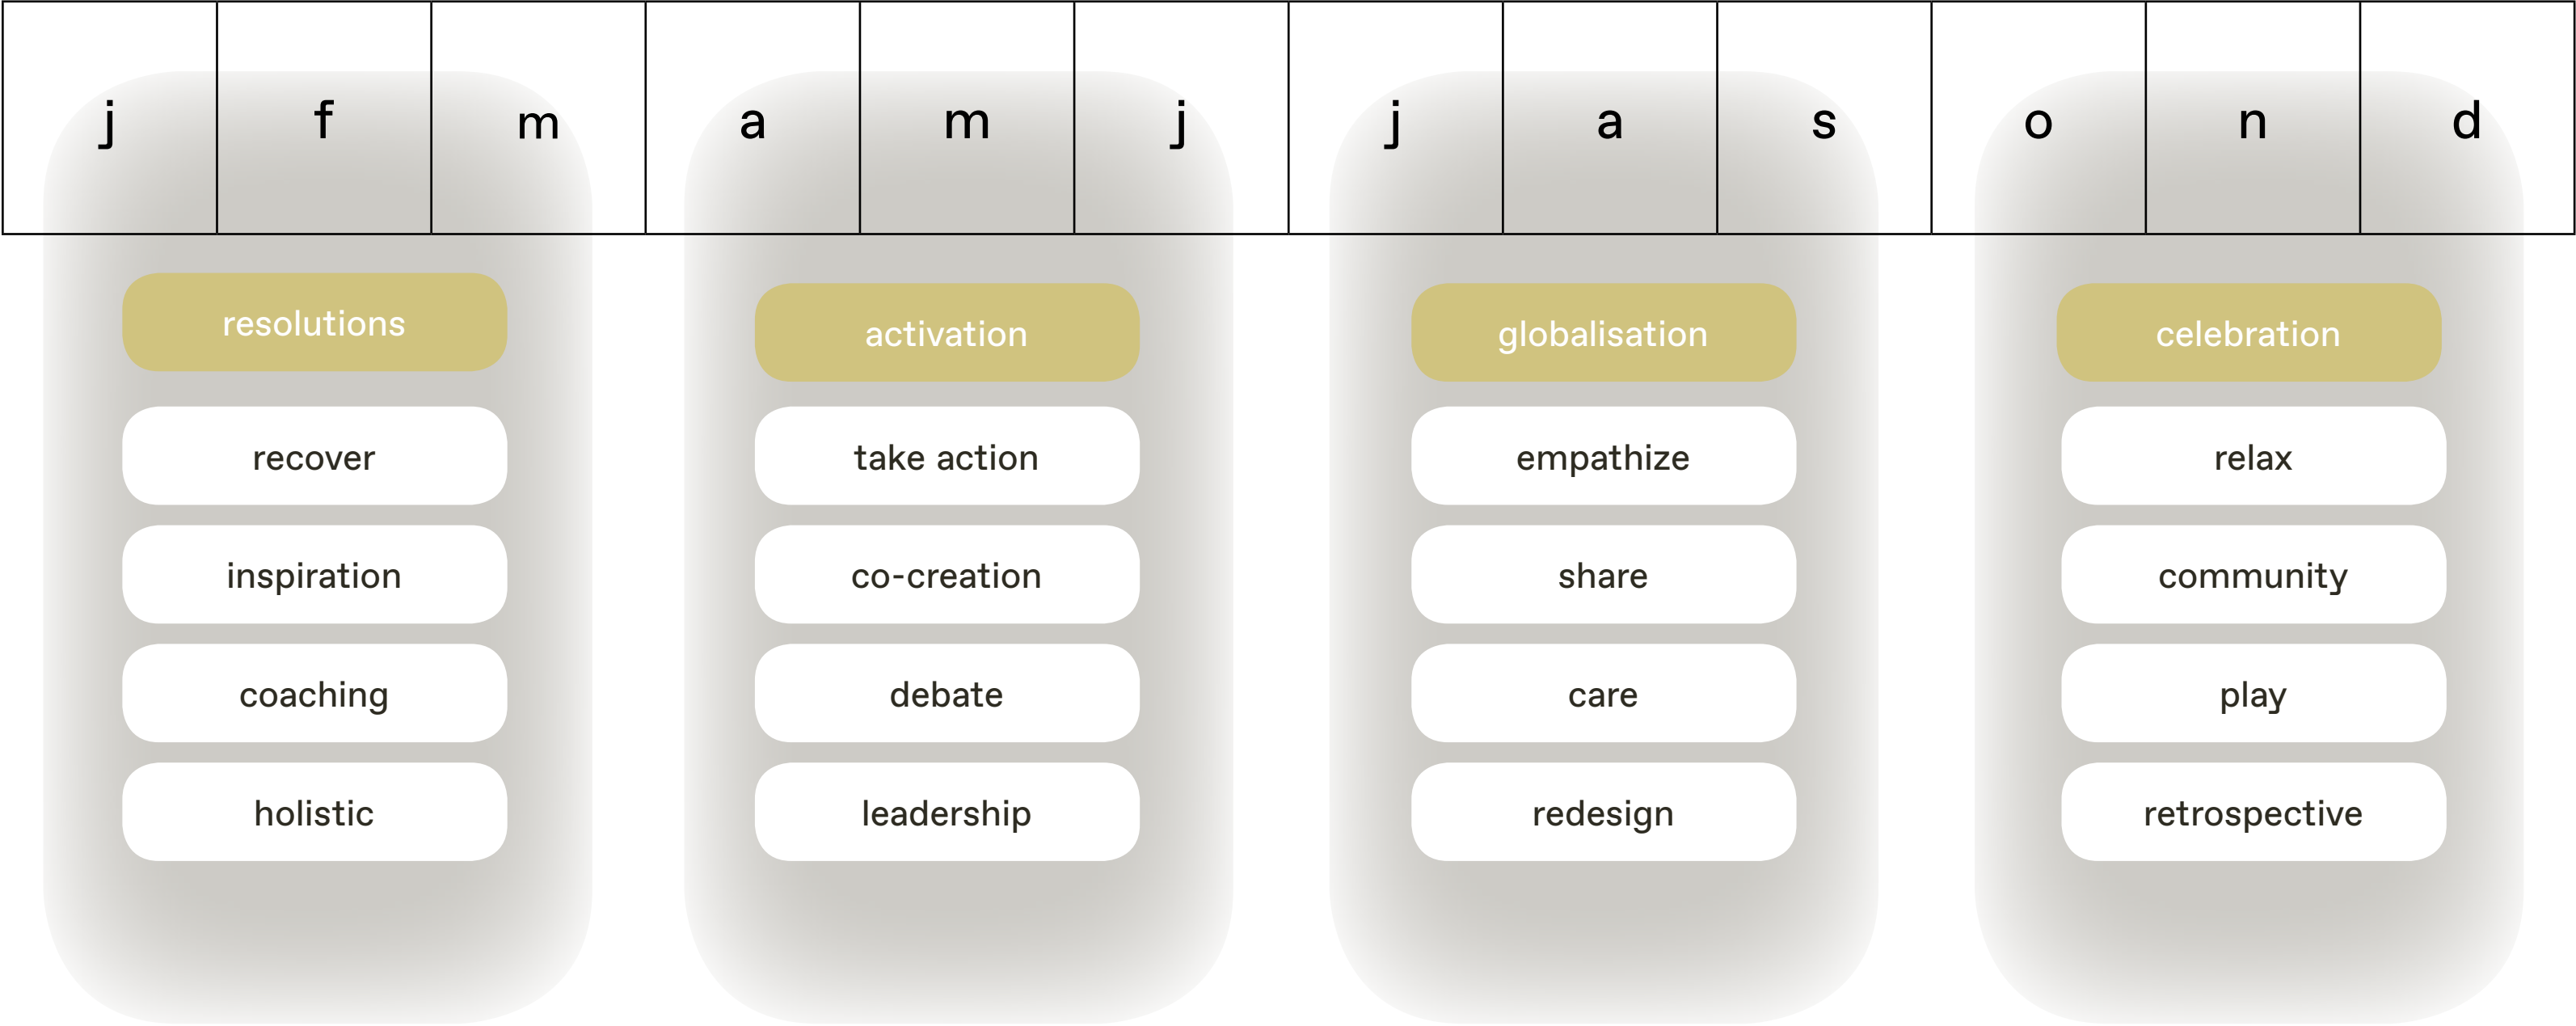 j f m a m j j a s o n d
resolutions
recover
inspiration
coaching
holistic
activation
take action
co-creation
debate
leadership
globalisation
empathize
share
care
redesign
celebration
relax
community
play
retrospective